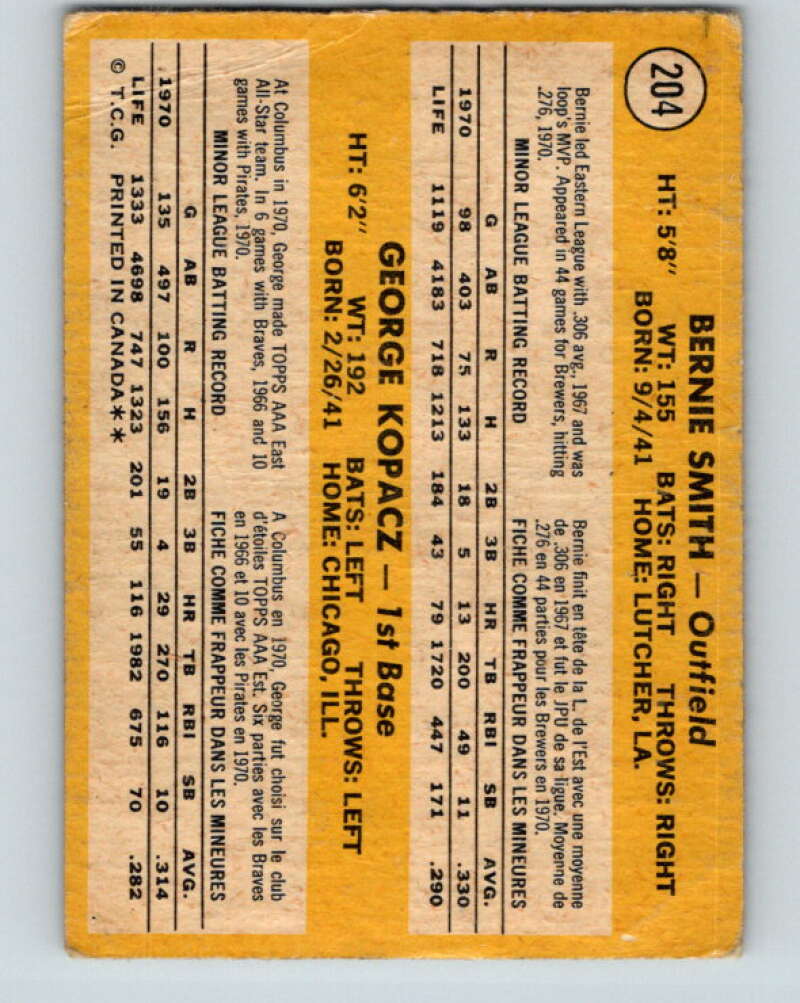 204
BERNIE SMITH — Outfield
HT: 5'8" WT: 155 BATS: RIGHT THROWS: RIGHT
BORN: 9/4/41 HOME: LUTCHER, LA.
Bernie led Eastern League with .306 avg., 1967 and was
loop's MVP. Appeared in 44 games for Brewers, hitting
.276, 1970.
Bernie finit en tête de la L. de l'Est avec une moyenne
de .306 en 1967 et fut le JPU de sa ligue. Moyenne de
.276 en 44 parties pour les Brewers en 1970.
MINOR LEAGUE BATTING RECORD FICHE COMME FRAPPEUR DANS LES MINEURES
G AB R H 2B 3B HR TB RBI SB AVG.
1970 98 403 75 133 18 5 13 200 49 11 .330
LIFE 1119 4183 718 1213 184 43 79 1720 447 171 .290
GEORGE KOPACZ — 1st Base
HT: 6'2" WT: 192 BATS: LEFT THROWS: LEFT
BORN: 2/26/41 HOME: CHICAGO, ILL.
At Columbus in 1970, George made TOPPS AAA East
All-Star team. In 6 games with Braves, 1966 and 10
games with Pirates, 1970.
A Columbus en 1970, George fut choisi sur le club
d'étoiles TOPPS AAA Est. Six parties avec les Braves
en 1966 et 10 avec les Pirates en 1970.
MINOR LEAGUE BATTING RECORD FICHE COMME FRAPPEUR DANS LES MINEURES
G AB R H 2B 3B HR TB RBI SB AVG.
1970 135 497 100 156 19 4 29 270 116 10 .314
LIFE 1333 4698 747 1323 201 55 116 1982 675 70 .282
© T.C.G. PRINTED IN CANADA**